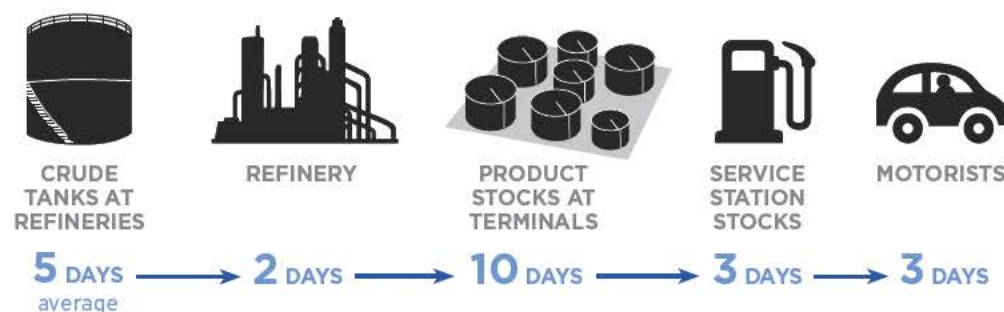 CRUDE
TANKS AT
REFINERIES
REFINERY
PRODUCT
STOCKS AT
TERMINALS
SERVICE
STATION
STOCKS
MOTORISTS
5 DAYS
average
2 DAYS
10 DAYS
3 DAYS
3 DAYS